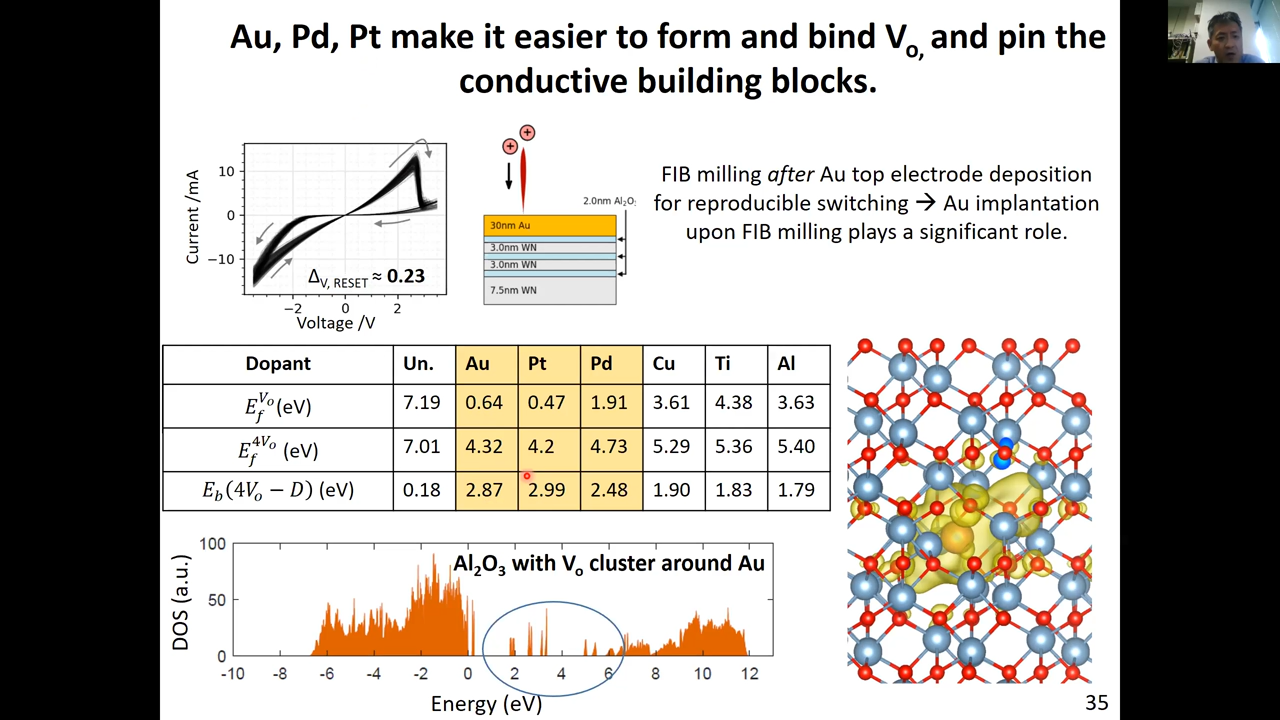 Au, Pd, Pt make it easier to form and bind Vo, and pin the
conductive building blocks.
Current /mA
10
0
−10
ΔV, RESET ≈ 0.23
−2
0
2
Voltage /V
+
+
2.0nm Al₂O₃
30nm Au
3.0nm WN
3.0nm WN
7.5nm WN
FIB milling after Au top electrode deposition
for reproducible switching → Au implantation
upon FIB milling plays a significant role.
Dopant Un. Au Pt Pd Cu Ti Al
E_f^{Vo} (eV) 7.19 0.64 0.47 1.91 3.61 4.38 3.63
E_f^{4Vo} (eV) 7.01 4.32 4.2 4.73 5.29 5.36 5.40
E_b(4Vo − D) (eV) 0.18 2.87 2.99 2.48 1.90 1.83 1.79
DOS (a.u.)
100
50
0
Al₂O₃ with Vo cluster around Au
-10 -8 -6 -4 -2 0 2 4 6 8 10 12
Energy (eV)
35